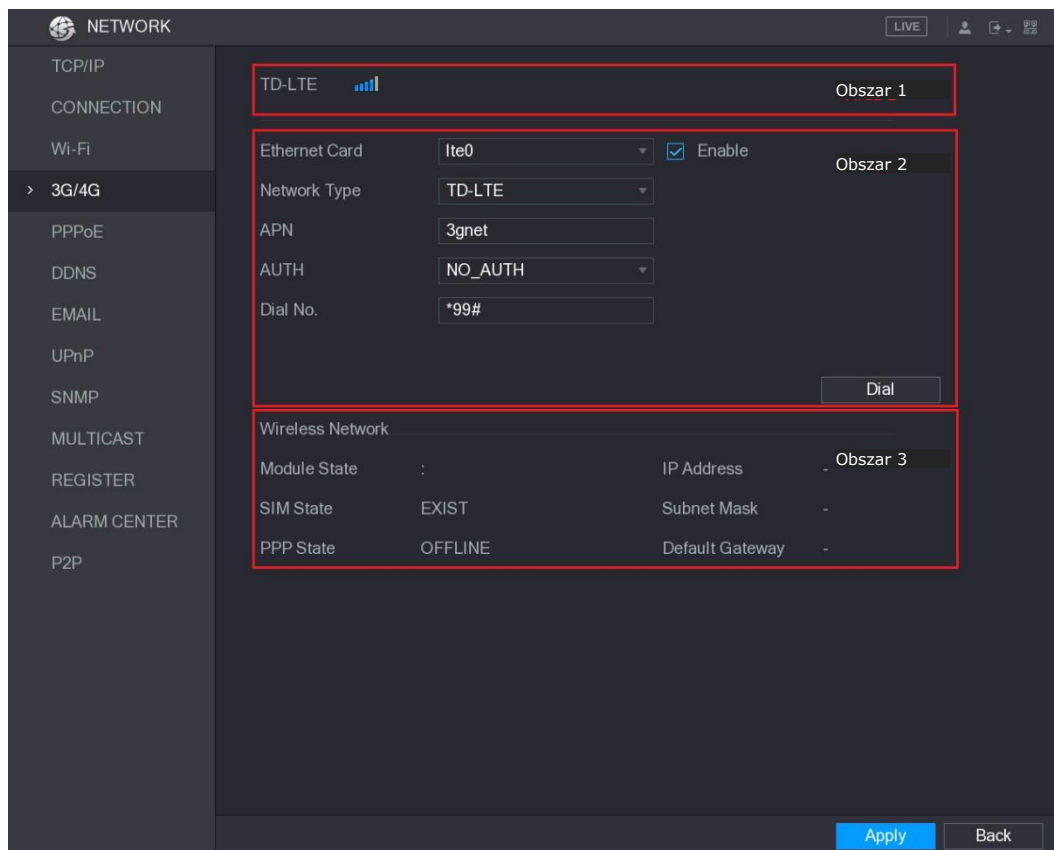 NETWORK
LIVE
TCP/IP
CONNECTION
Wi-Fi
> 3G/4G
PPPoE
DDNS
EMAIL
UPnP
SNMP
MULTICAST
REGISTER
ALARM CENTER
P2P
TD-LTE
Obszar 1
Ethernet Card lte0 Enable
Obszar 2
Network Type TD-LTE
APN 3gnet
AUTH NO_AUTH
Dial No. *99#
Dial
Wireless Network
Obszar 3
Module State : IP Address -
SIM State EXIST Subnet Mask -
PPP State OFFLINE Default Gateway -
Apply Back